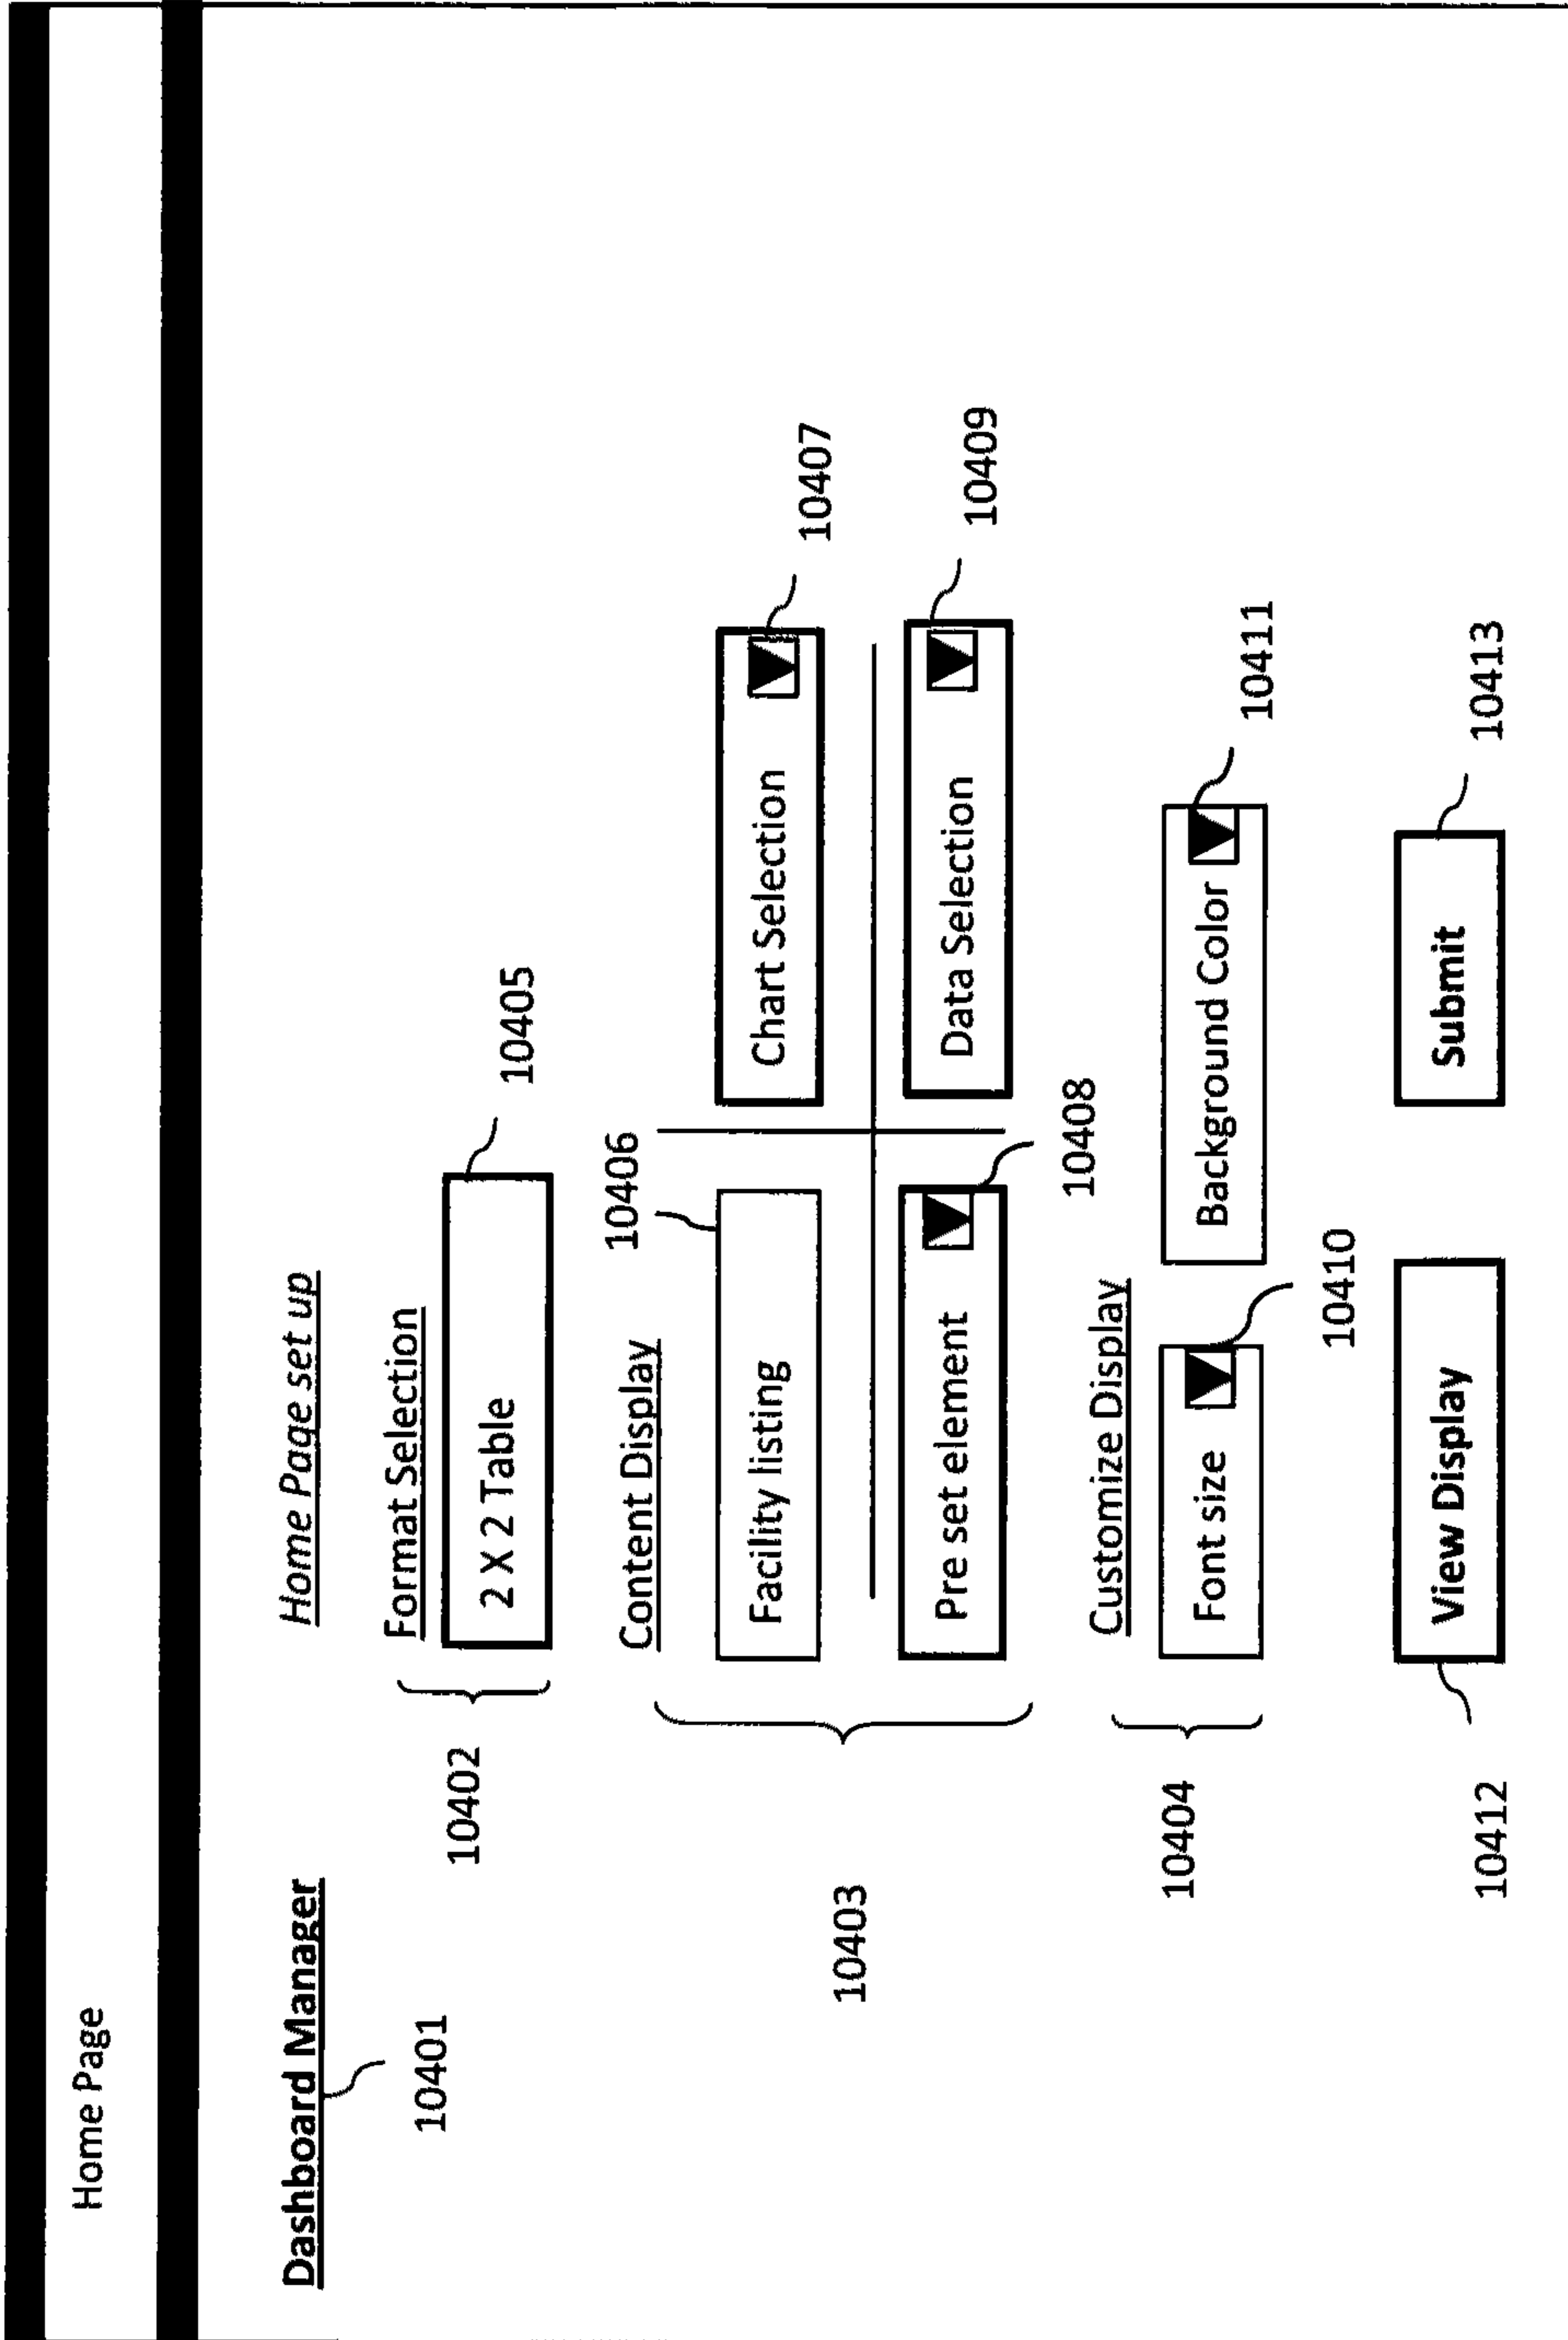 Home Page
Dashboard Manager
10401
Home Page set up
Format Selection
10402
2 X 2 Table
10405
Content Display
10406
10403
Facility listing
Chart Selection
10407
Pre set element
Data Selection
10409
10408
Customize Display
10404
Font size
Background Color
10411
10410
10412
View Display
Submit
10413